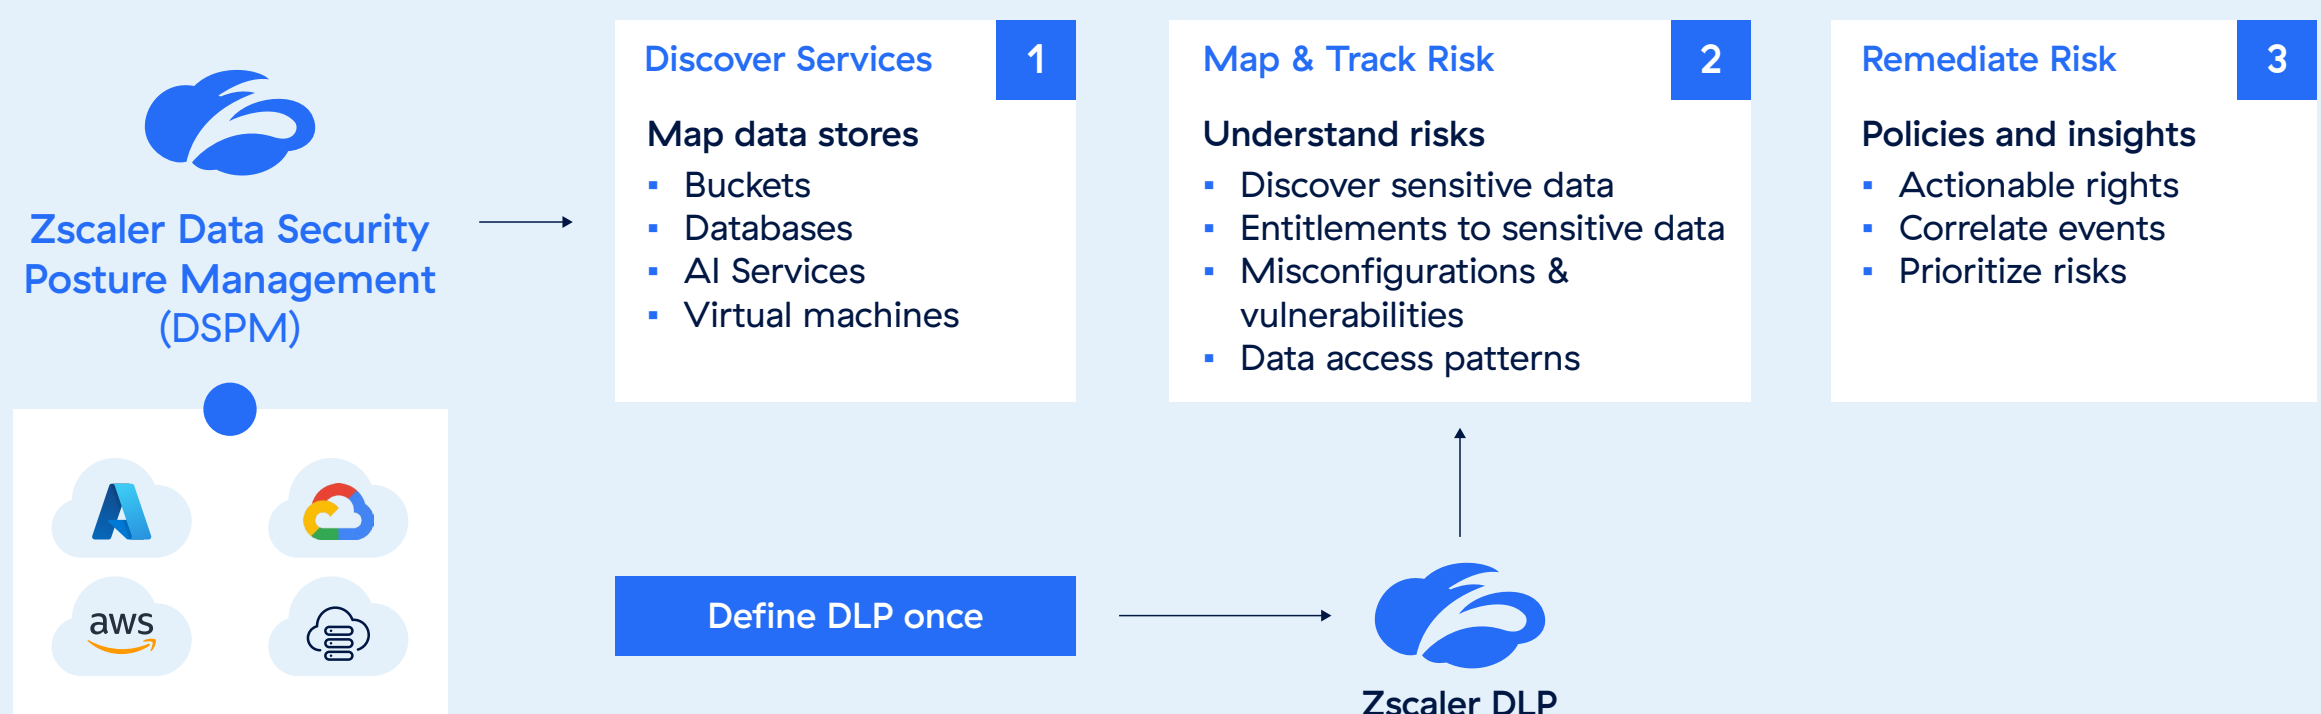 Zscaler Data Security
Posture Management
(DSPM)
aws
Discover Services
1
Map data stores
▪ Buckets
▪ Databases
▪ AI Services
▪ Virtual machines
Map & Track Risk
2
Understand risks
▪ Discover sensitive data
▪ Entitlements to sensitive data
▪ Misconfigurations &
vulnerabilities
▪ Data access patterns
Remediate Risk
3
Policies and insights
▪ Actionable rights
▪ Correlate events
▪ Prioritize risks
Define DLP once
Zscaler DLP